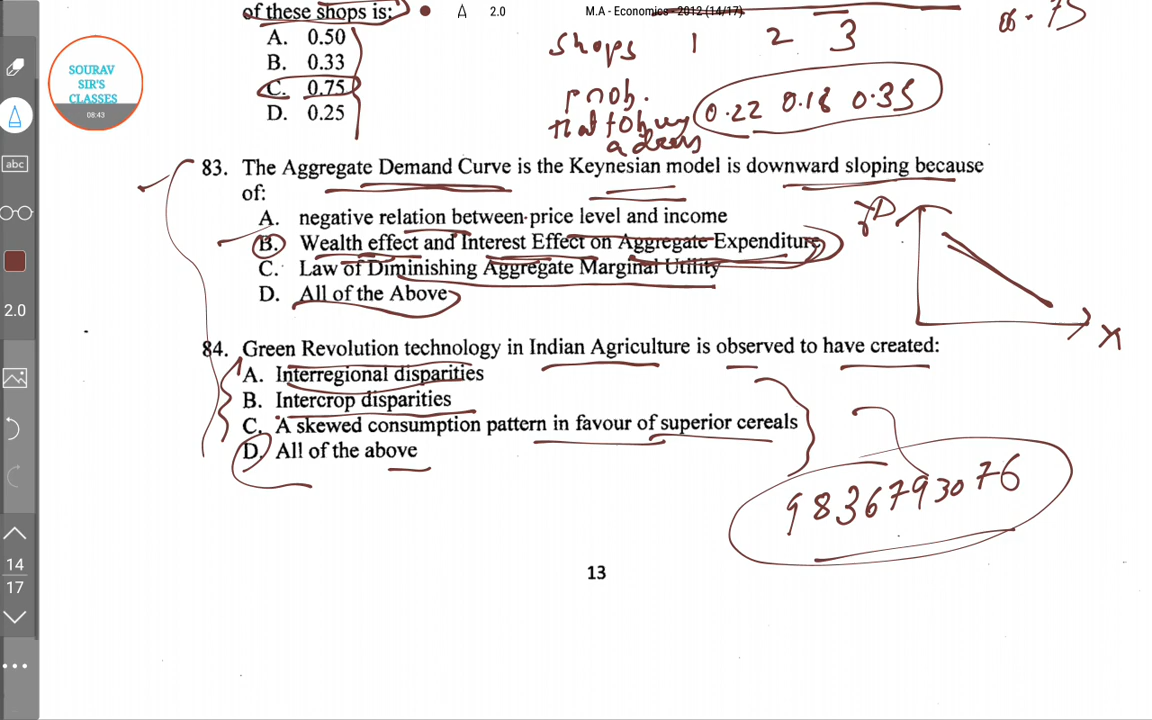 of these shops is:
A 2.0
M.A - Economics - 2012 (14/17)
A. 0.50
B. 0.33
C. 0.75
D. 0.25
shops 1 2 3
prob.
that to buy
a dress
0.22 0.18 0.35
SOURAV
SIR'S
CLASSES
08:43
abc
2.0
14
17
83. The Aggregate Demand Curve is the Keynesian model is downward sloping because
of:
A. negative relation between price level and income
B. Wealth effect and Interest Effect on Aggregate Expenditure
C. Law of Diminishing Aggregate Marginal Utility
D. All of the Above
84. Green Revolution technology in Indian Agriculture is observed to have created:
A. Interregional disparities
B. Intercrop disparities
C. A skewed consumption pattern in favour of superior cereals
D. All of the above
9836793076
13